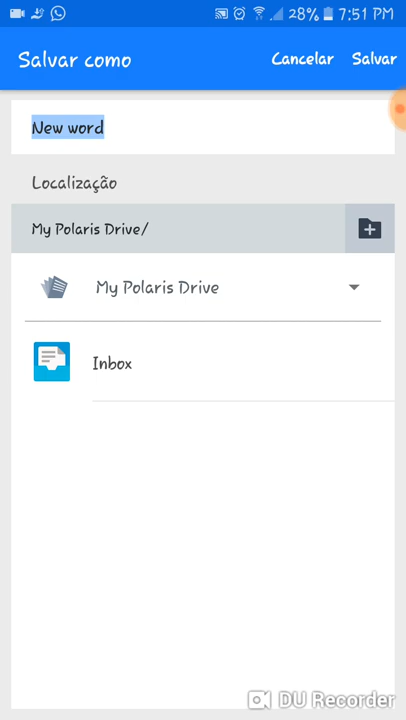 28% 7:51 PM
Salvar como Cancelar Salvar
New word
Localização
My Polaris Drive/
My Polaris Drive
Inbox
DU Recorder